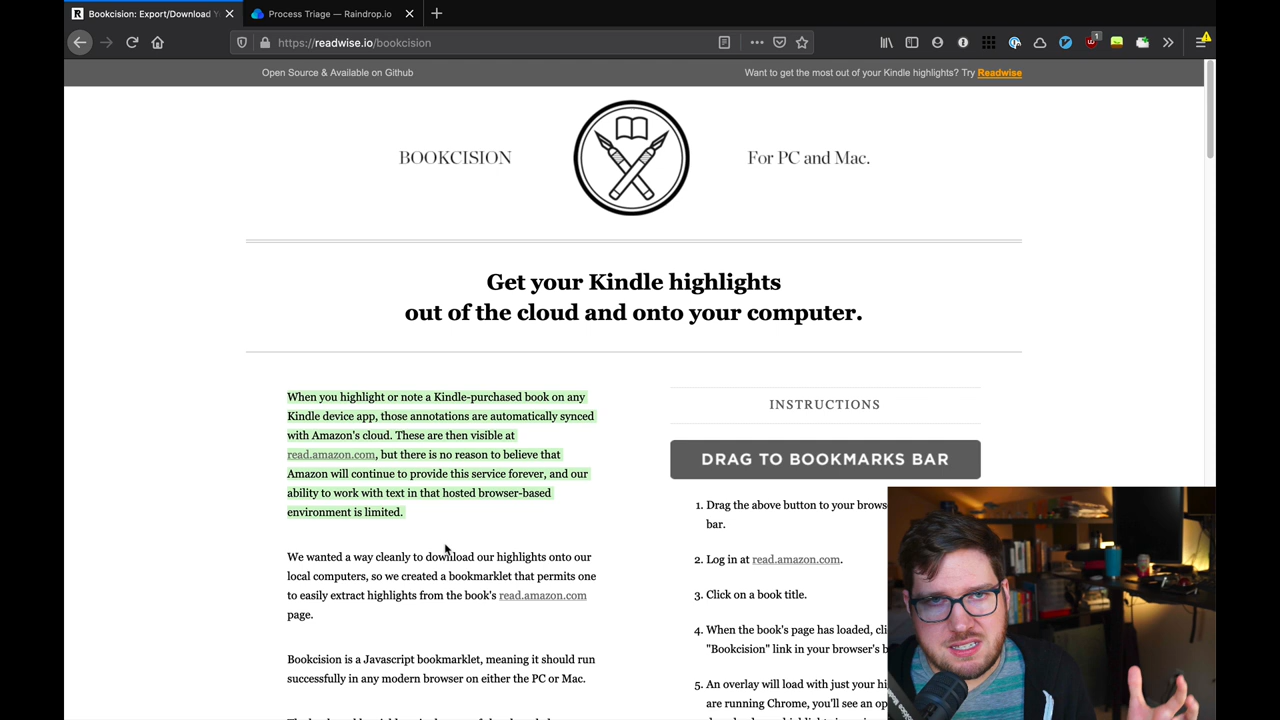 Bookcision: Export/Download Y
Process Triage — Raindrop.io
https://readwise.io/bookcision
1
Open Source & Available on Github
Want to get the most out of your Kindle highlights? Try Readwise
BOOKCISION
For PC and Mac.
Get your Kindle highlights
out of the cloud and onto your computer.
When you highlight or note a Kindle-purchased book on any
Kindle device app, those annotations are automatically synced
with Amazon's cloud. These are then visible at
read.amazon.com, but there is no reason to believe that
Amazon will continue to provide this service forever, and our
ability to work with text in that hosted browser-based
environment is limited.
We wanted a way cleanly to download our highlights onto our
local computers, so we created a bookmarklet that permits one
to easily extract highlights from the book's read.amazon.com
page.
Bookcision is a Javascript bookmarklet, meaning it should run
successfully in any modern browser on either the PC or Mac.
INSTRUCTIONS
DRAG TO BOOKMARKS BAR
1. Drag the above button to your brows
bar.
2. Log in at read.amazon.com.
3. Click on a book title.
4. When the book's page has loaded, cli
"Bookcision" link in your browser's b
5. An overlay will load with just your hi
are running Chrome, you'll see an op